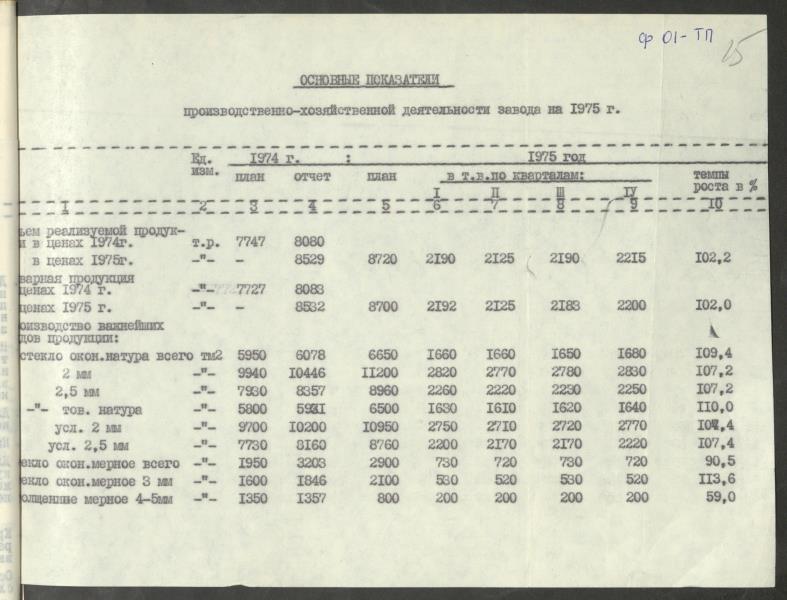 ф 01-ТП
25
ОСНОВНЫЕ ПОКАЗАТЕЛИ
производственно-хозяйственной деятельности завода на 1975 г.
Ед. изм. 1974 г. : 1975 год
план отчет план в т.ч.по кварталам: темпы роста в %
I II III IУ
1 2 3 4 5 6 7 8 9 10
ъем реализуемой продук-
и в ценах 1974г. т.р. 7747 8080
в ценах 1975г. -"- - 8529 8720 2190 2125 2190 2215 102,2
варная продукция
ценах 1974 г. -"- 7727 8083
ценах 1975 г. -"- - 8532 8700 2192 2125 2183 2200 102,0
оизводство важнейших
дов продукции:
стекло окон.натура всего тм2 5950 6078 6650 1660 1660 1650 1680 109,4
2 мм -"- 9940 10446 11200 2820 2770 2780 2830 107,2
2,5 мм -"- 7930 8357 8960 2260 2220 2230 2250 107,2
-"- тов. натура -"- 5800 6500 1630 1610 1620 1640 110,0
усл. 2 мм -"- 9700 10200 10950 2750 2710 2720 2770
усл. 2,5 мм -"- 7730 8160 8760 2200 2170 2170 2220 107,4
екло окон.мерное всего -"- 1950 3203 2900 730 720 730 720 90,5
екло окон.мерное 3 мм -"- 1600 1846 2100 530 520 530 520 113,6
олщенние мерное 4-5мм -"- 1350 1357 800 200 200 200 200 59,0